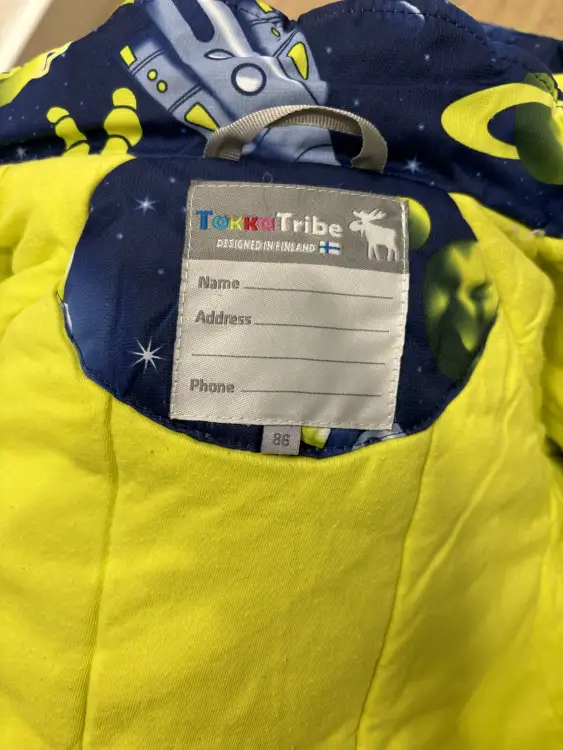 TokkaTribe
DESIGNED IN FINLAND
Name
Address
Phone
86